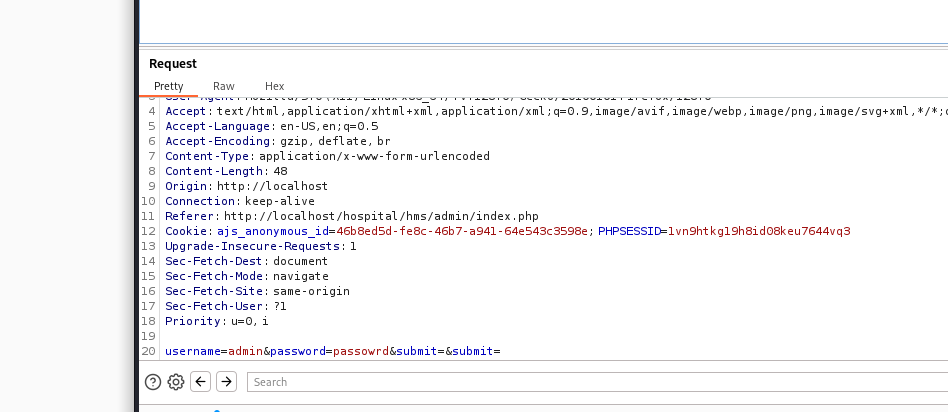 Request
Pretty Raw Hex
4 Accept: text/html,application/xhtml+xml,application/xml;q=0.9,image/avif,image/webp,image/png,image/svg+xml,*/*;
5 Accept-Language: en-US,en;q=0.5
6 Accept-Encoding: gzip, deflate, br
7 Content-Type: application/x-www-form-urlencoded
8 Content-Length: 48
9 Origin: http://localhost
10 Connection: keep-alive
11 Referer: http://localhost/hospital/hms/admin/index.php
12 Cookie: ajs_anonymous_id=46b8ed5d-fe8c-46b7-a941-64e543c3598e; PHPSESSID=1vn9htkg19h8id08keu7644vq3
13 Upgrade-Insecure-Requests: 1
14 Sec-Fetch-Dest: document
15 Sec-Fetch-Mode: navigate
16 Sec-Fetch-Site: same-origin
17 Sec-Fetch-User: ?1
18 Priority: u=0, i
19
20 username=admin&password=passowrd&submit=&submit=
Search